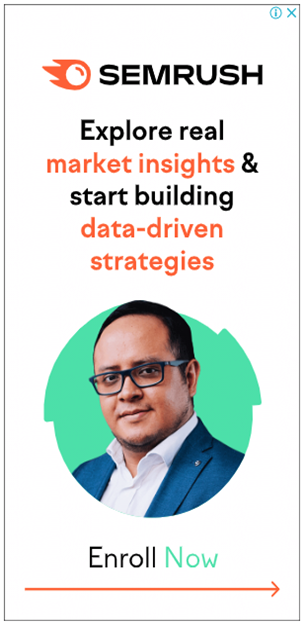 SEMRUSH
Explore real
market insights &
start building
data-driven
strategies
Enroll Now